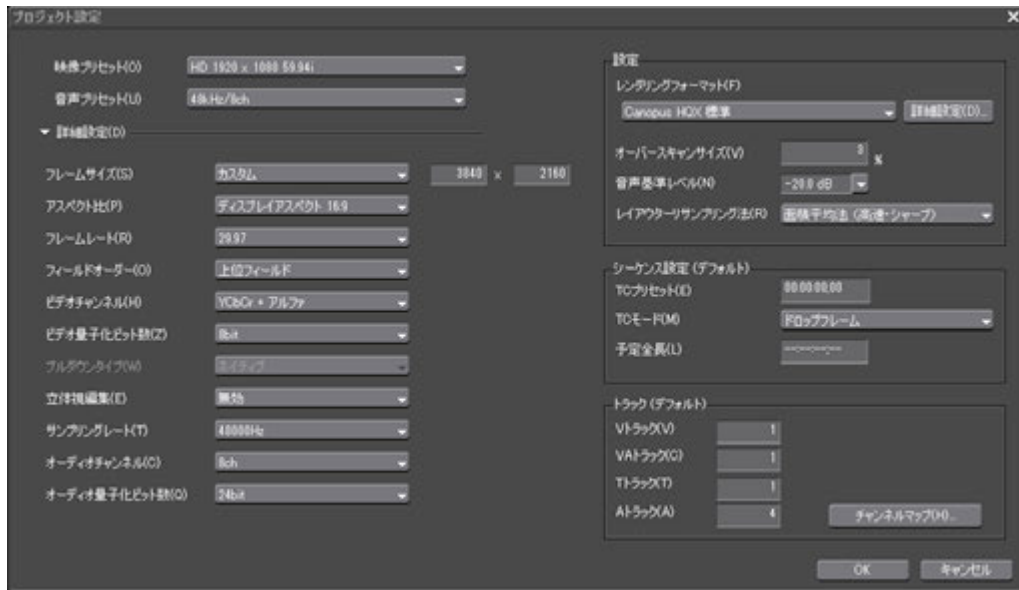 プロジェクト設定
映像プリセット(O) HD 1920 x 1080 59.94i
音声プリセット(U) 48kHz/8ch
詳細設定(D)
フレームサイズ(S) カスタム 3840 x 2160
アスペクト比(P) ディスプレイアスペクト 16:9
フレームレート(R) 29.97
フィールドオーダー(O) 上位フィールド
ビデオチャンネル(H) YCbCr + アルファ
ビデオ量子化ビット数(Z) 8bit
プルダウンタイプ(W) ネイティブ
立体視編集(E) 無効
サンプリングレート(T) 48000Hz
オーディオチャンネル(C) 8ch
オーディオ量子化ビット数(Q) 24bit
設定
レンダリングフォーマット(F)
Canopus HQX 標準 詳細設定(D)...
オーバースキャンサイズ(V) %
音声基準レベル(N) -20.0 dB
レイアウターリサンプリング法(R) 面積平均法 (高速・シャープ)
シーケンス設定 (デフォルト)
TCプリセット(E) 00:00:00;00
TCモード(M) ドロップフレーム
予定全長(L) --:--:--;--
トラック (デフォルト)
Vトラック(V) 1
VAトラック(G) 1
Tトラック(T) 1
Aトラック(A) 4
チャンネルマップ(H)...
OK キャンセル